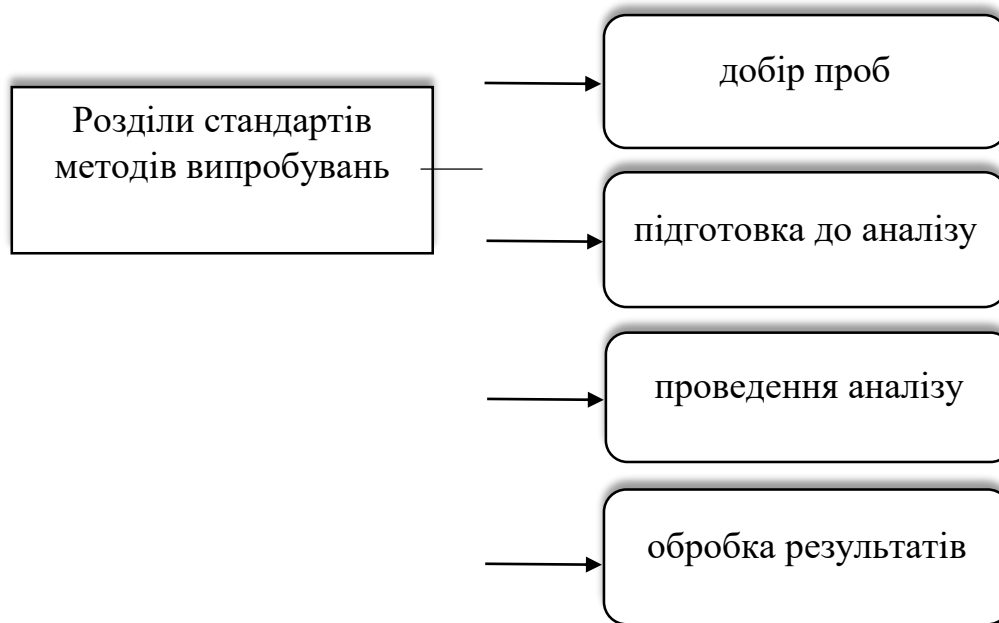 Розділи стандартів
методів випробувань
добір проб
підготовка до аналізу
проведення аналізу
обробка результатів